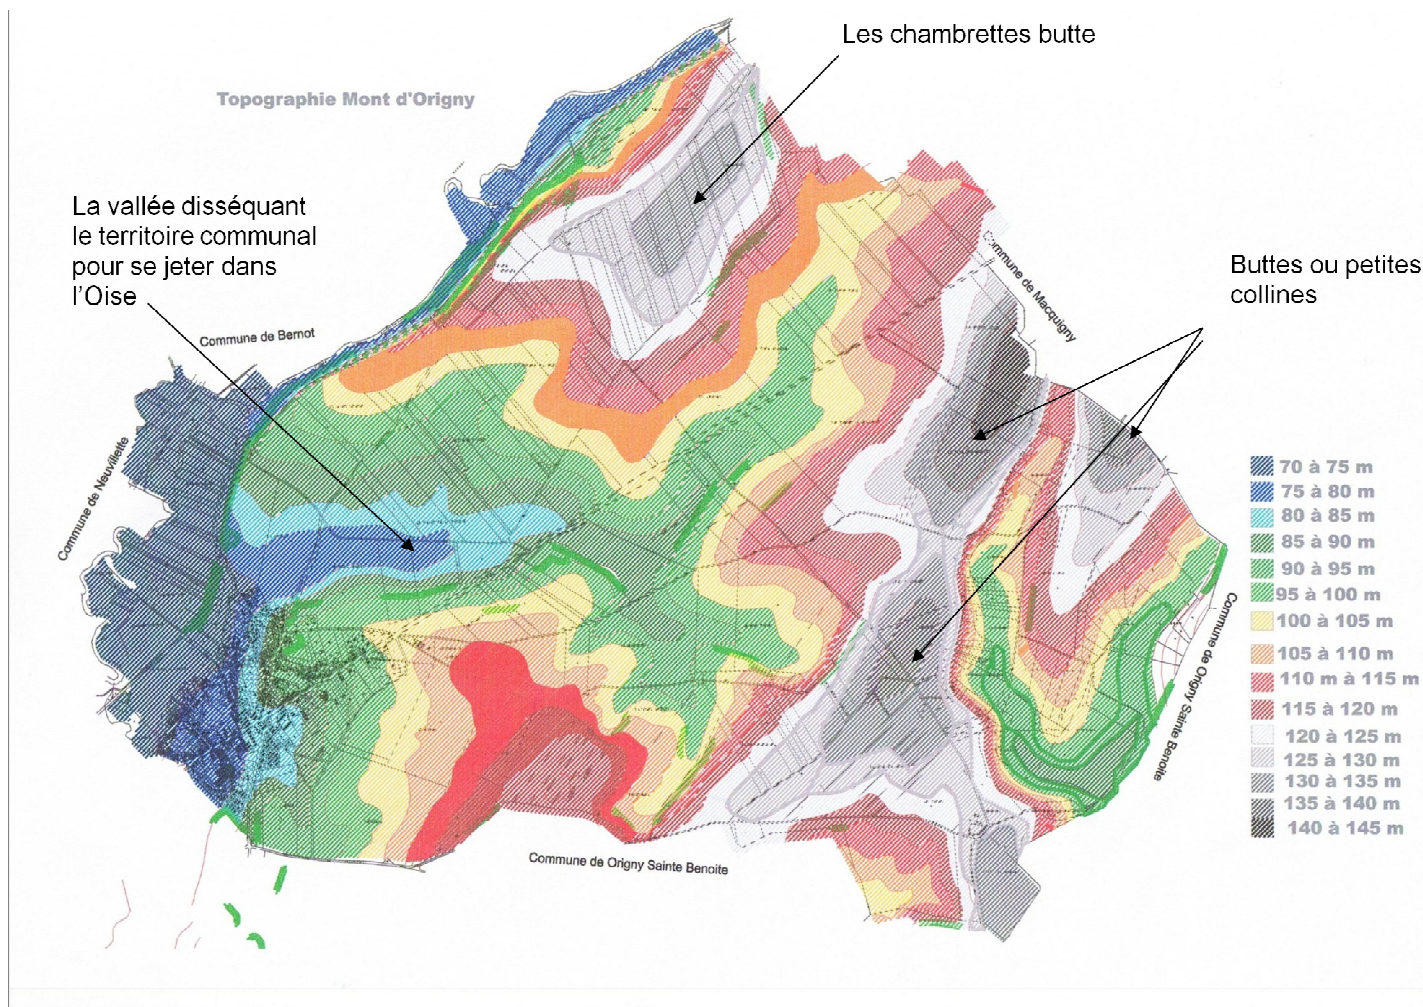 Les chambrettes butte
Topographie Mont d'Origny
La vallée disséquant
le territoire communal
pour se jeter dans
l'Oise
Buttes ou petites
collines
Commune de Macquigny
Commune de Bernot
Commune de Neuvillette
Commune de Origny Sainte Benoite
Commune de Origny Sainte Benoite
70 à 75 m
75 à 80 m
80 à 85 m
85 à 90 m
90 à 95 m
95 à 100 m
100 à 105 m
105 à 110 m
110 m à 115 m
115 à 120 m
120 à 125 m
125 à 130 m
130 à 135 m
135 à 140 m
140 à 145 m